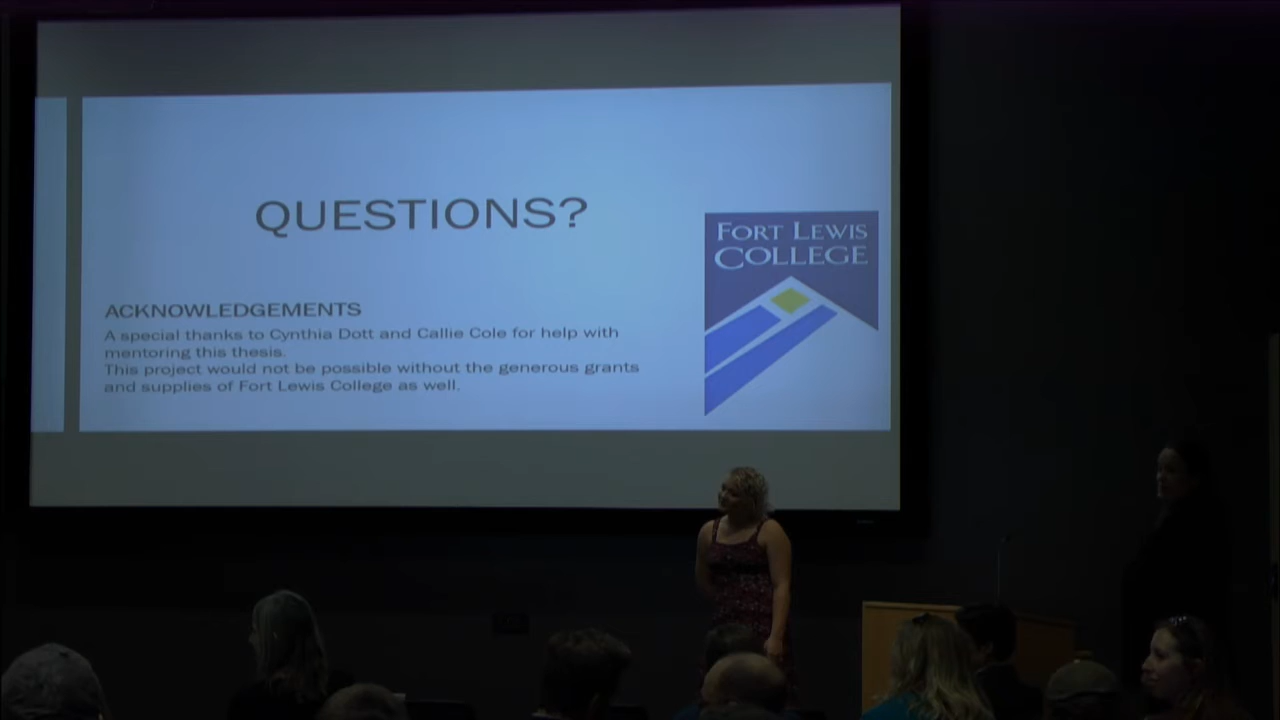 QUESTIONS?
FORT LEWIS
COLLEGE
ACKNOWLEDGEMENTS
A special thanks to Cynthia Dott and Callie Cole for help with
mentoring this thesis.
This project would not be possible without the generous grants
and supplies of Fort Lewis College as well.